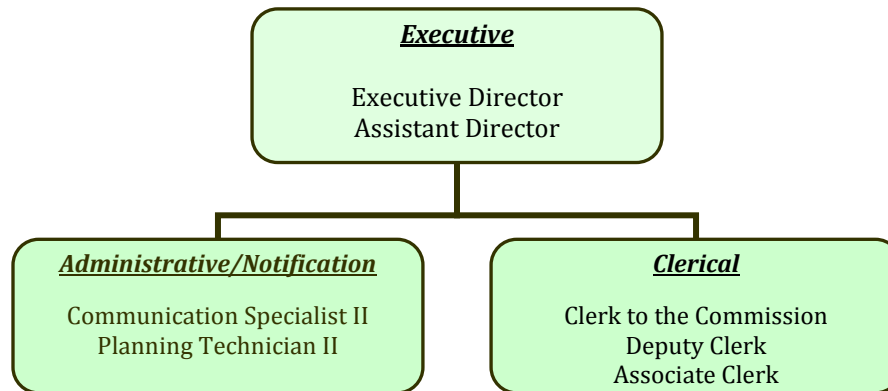 Executive
Executive Director
Assistant Director
Administrative/Notification
Communication Specialist II
Planning Technician II
Clerical
Clerk to the Commission
Deputy Clerk
Associate Clerk